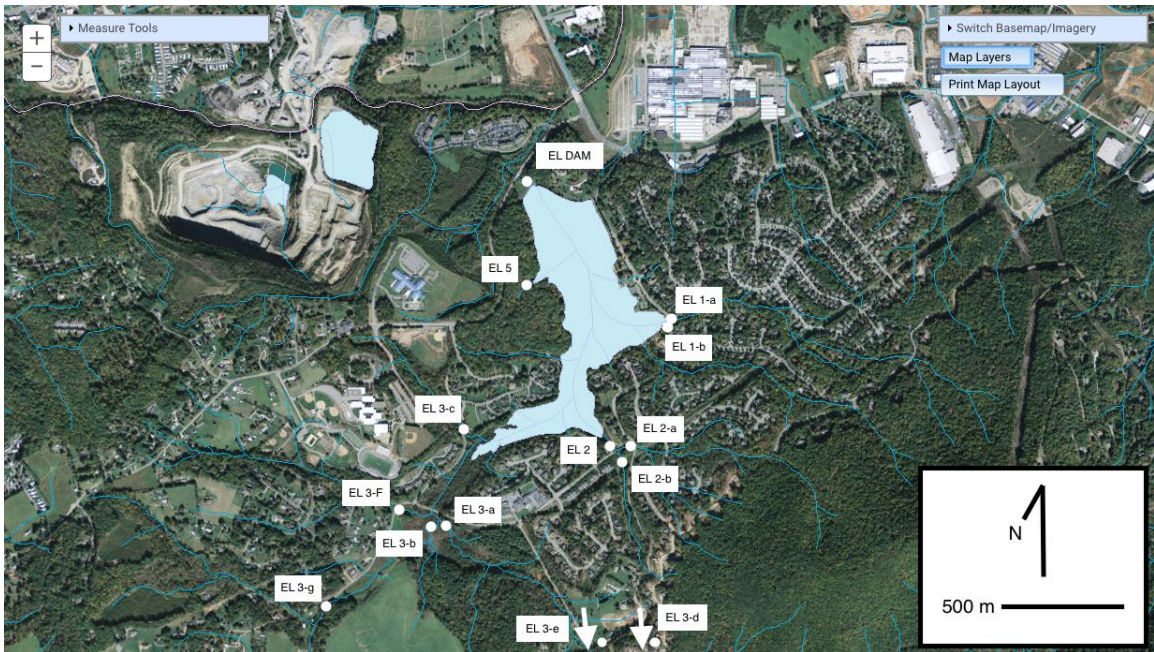 +
Measure Tools
−
Switch Basemap/Imagery
Map Layers
Print Map Layout
EL DAM
EL 5
EL 1-a
EL 1-b
EL 3-c
EL 2-a
EL 2
EL 2-b
EL 3-F
EL 3-a
EL 3-b
EL 3-g
EL 3-e
EL 3-d
N
500 m